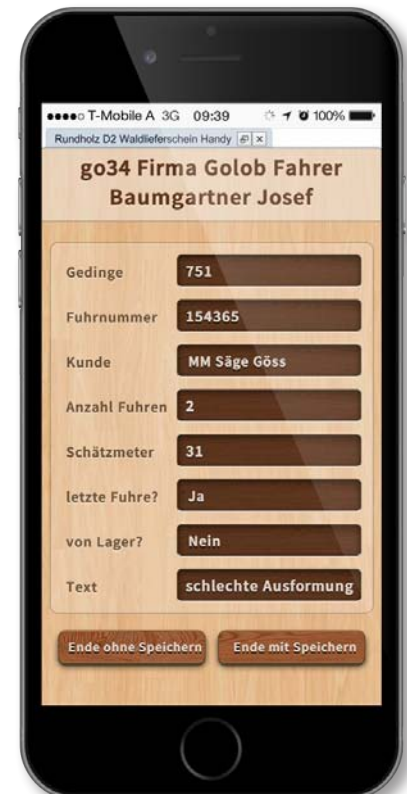 T-Mobile A 3G 09:39 100%
Rundholz D2 Waldlieferschein Handy
go34 Firma Golob Fahrer
Baumgartner Josef
Gedinge 751
Fuhrnummer 154365
Kunde MM Säge Göss
Anzahl Fuhren 2
Schätzmeter 31
letzte Fuhre? Ja
von Lager? Nein
Text schlechte Ausformung
Ende ohne Speichern Ende mit Speichern